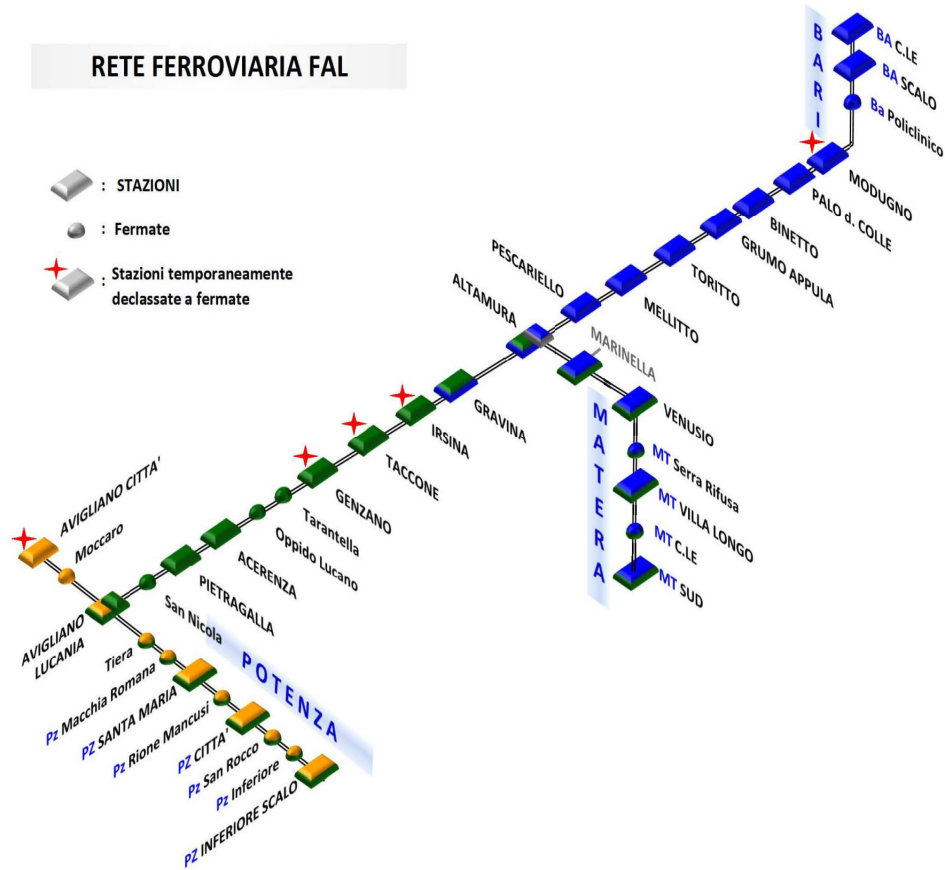 RETE FERROVIARIA FAL
: STAZIONI
: Fermate
: Stazioni temporaneamente
declassate a fermate
BARI
BA C.LE
BA SCALO
Ba Policlinico
MODUGNO
PALO d. COLLE
BINETTO
GRUMO APPULA
TORITTO
MELLITTO
PESCARIELLO
ALTAMURA
MARINELLA
MATERA
VENUSIO
MT Serra Rifusa
MT VILLA LONGO
MT C.LE
MT SUD
GRAVINA
IRSINA
TACCONE
GENZANO
Tarantella
Oppido Lucano
ACERENZA
PIETRAGALLA
San Nicola
AVIGLIANO CITTA'
Moccaro
AVIGLIANO
LUCANIA
POTENZA
Tiera
Pz Macchia Romana
PZ SANTA MARIA
Pz Rione Mancusi
PZ CITTA'
Pz San Rocco
Pz Inferiore
PZ INFERIORE SCALO